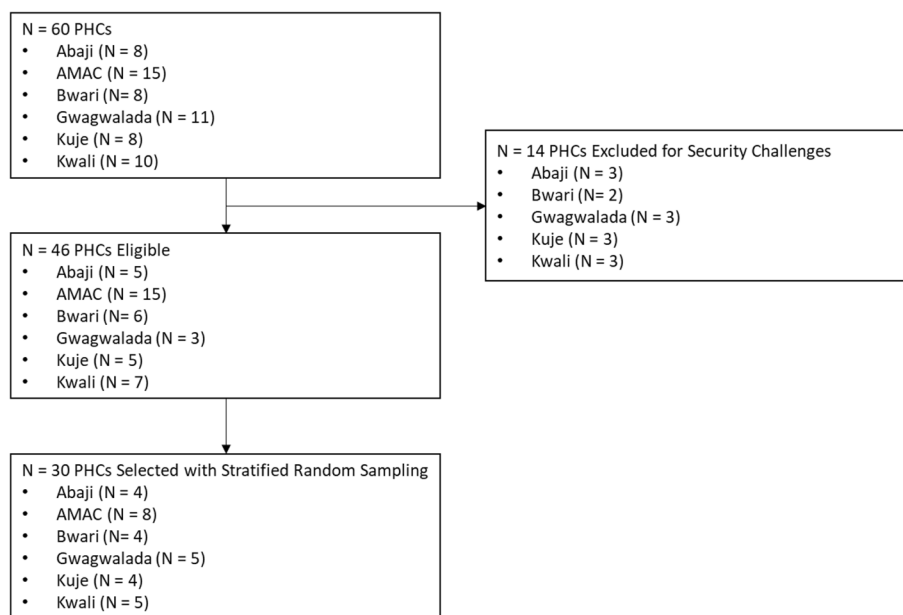 N = 60 PHCs
• Abaji (N = 8)
• AMAC (N = 15)
• Bwari (N= 8)
• Gwagwalada (N = 11)
• Kuje (N = 8)
• Kwali (N = 10)
N = 14 PHCs Excluded for Security Challenges
• Abaji (N = 3)
• Bwari (N= 2)
• Gwagwalada (N = 3)
• Kuje (N = 3)
• Kwali (N = 3)
N = 46 PHCs Eligible
• Abaji (N = 5)
• AMAC (N = 15)
• Bwari (N= 6)
• Gwagwalada (N = 3)
• Kuje (N = 5)
• Kwali (N = 7)
N = 30 PHCs Selected with Stratified Random Sampling
• Abaji (N = 4)
• AMAC (N = 8)
• Bwari (N= 4)
• Gwagwalada (N = 5)
• Kuje (N = 4)
• Kwali (N = 5)